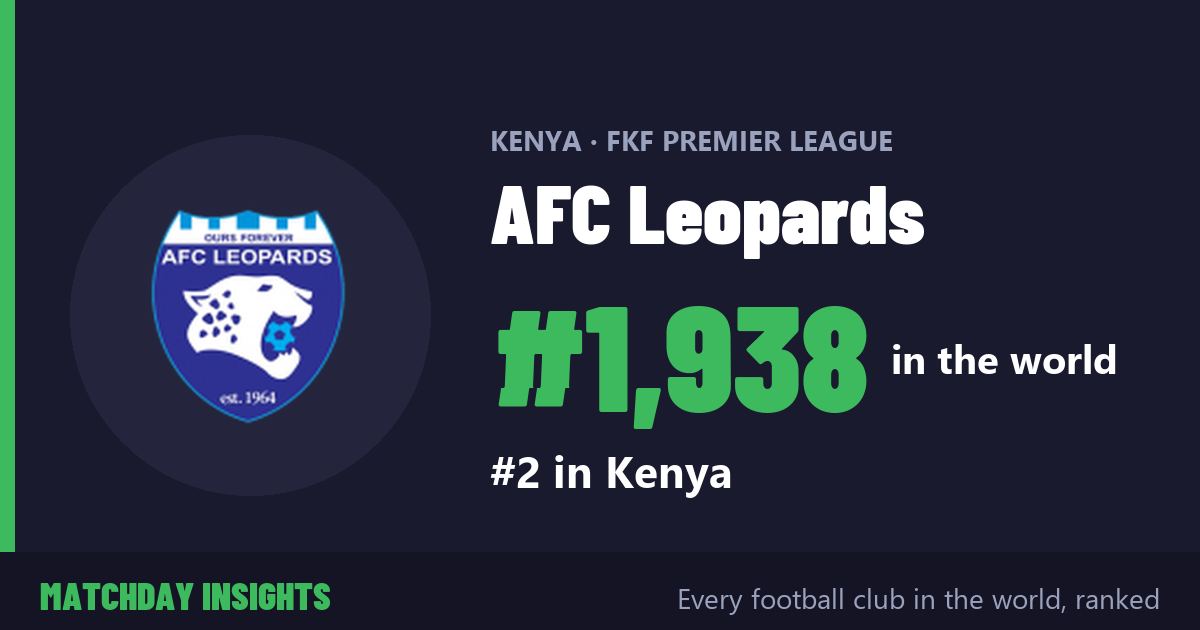 KENYA · FKF PREMIER LEAGUE
AFC Leopards
OURS FOREVER
AFC LEOPARDS
est. 1964
#1,938 in the world
#2 in Kenya
MATCHDAY INSIGHTS
Every football club in the world, ranked